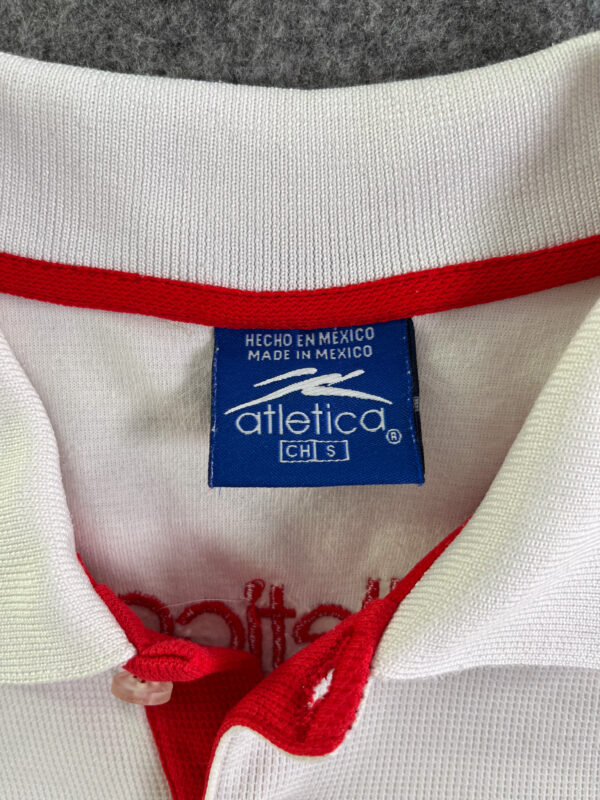 HECHO EN MÉXICO
MADE IN MEXICO
atletica®
CH S